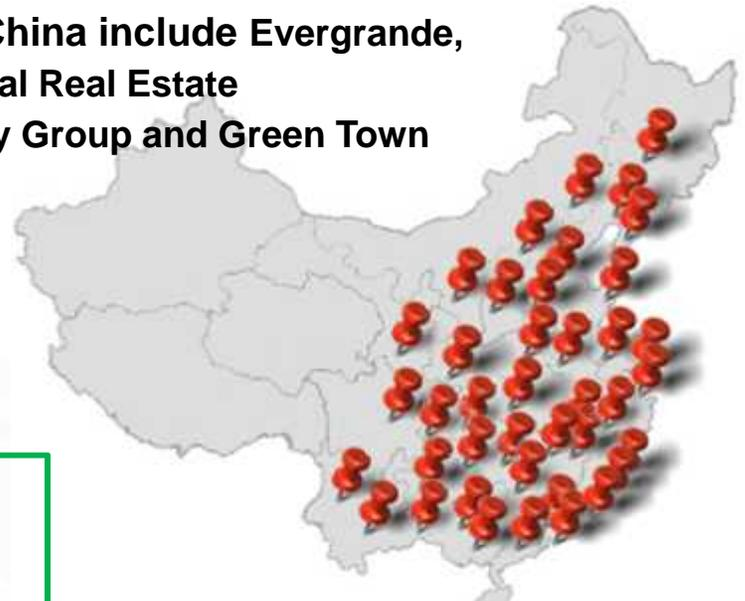 China include Evergrande,
al Real Estate
y Group and Green Town